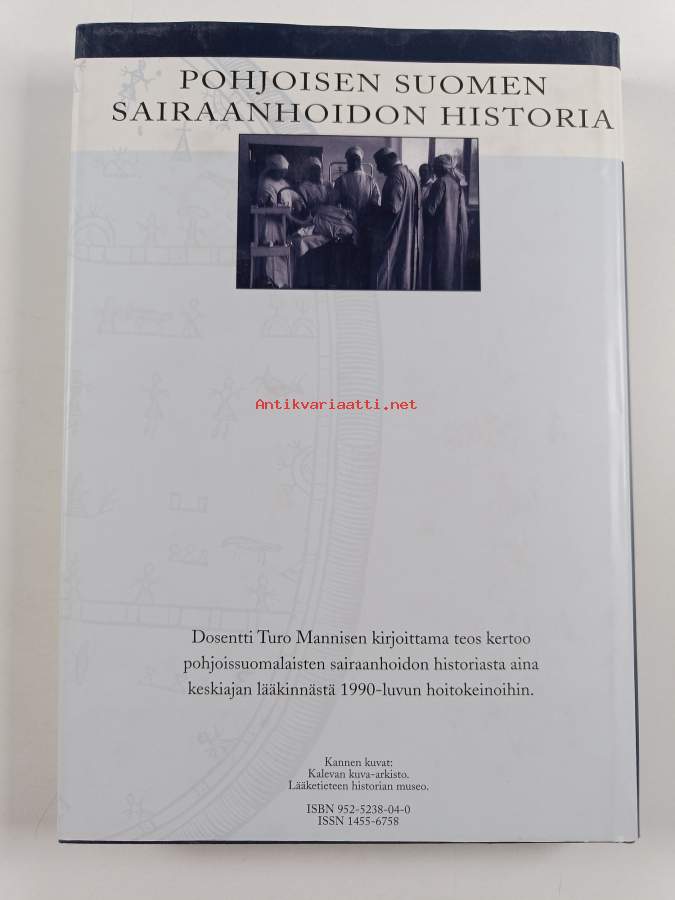 POHJOISEN SUOMEN
SAIRAANHOIDON HISTORIA
Antikvariaatti.net
Dosentti Turo Mannisen kirjoittama teos kertoo
pohjoissuomalaisten sairaanhoidon historiasta aina
keskiajan lääkinnästä 1990-luvun hoitokeinoihin.
Kannen kuvat:
Kalevan kuva-arkisto.
Lääketieteen historian museo.
ISBN 952-5238-04-0
ISSN 1455-6758